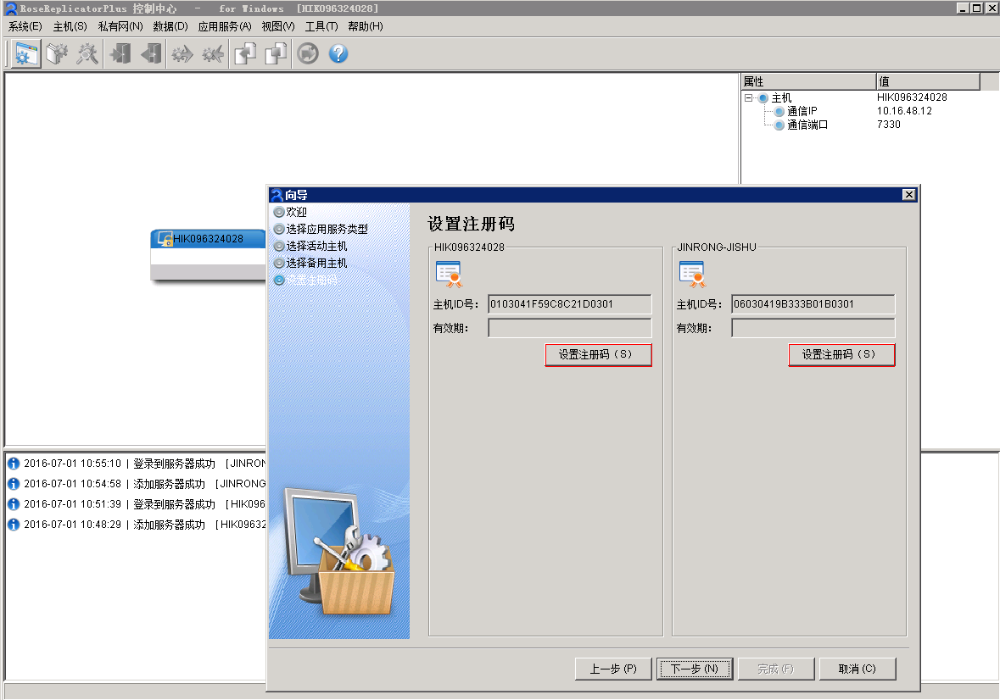 RoseReplicatorPlus 控制中心 - for Windows [HIK096324028]
系统(E) 主机(S) 私有网(N) 数据(D) 应用服务(A) 视图(V) 工具(T) 帮助(H)
属性 值
主机 HIK096324028
通信IP 10.16.48.12
通信端口 7330
HIK096324028
向导
欢迎
选择应用服务类型
选择活动主机
选择备用主机
设置注册码
设置注册码
HIK096324028
主机ID号: 0103041F59C8C21D0301
有效期:
设置注册码（S）
JINRONG-JISHU
主机ID号: 06030419B333B01B0301
有效期:
设置注册码（S）
2016-07-01 10:55:10 | 登录到服务器成功 [JINRON
2016-07-01 10:54:58 | 添加服务器成功 [JINRONG
2016-07-01 10:51:39 | 登录到服务器成功 [HIK096
2016-07-01 10:48:29 | 添加服务器成功 [HIK09632
上一步(P) 下一步(N) 完成(F) 取消(C)